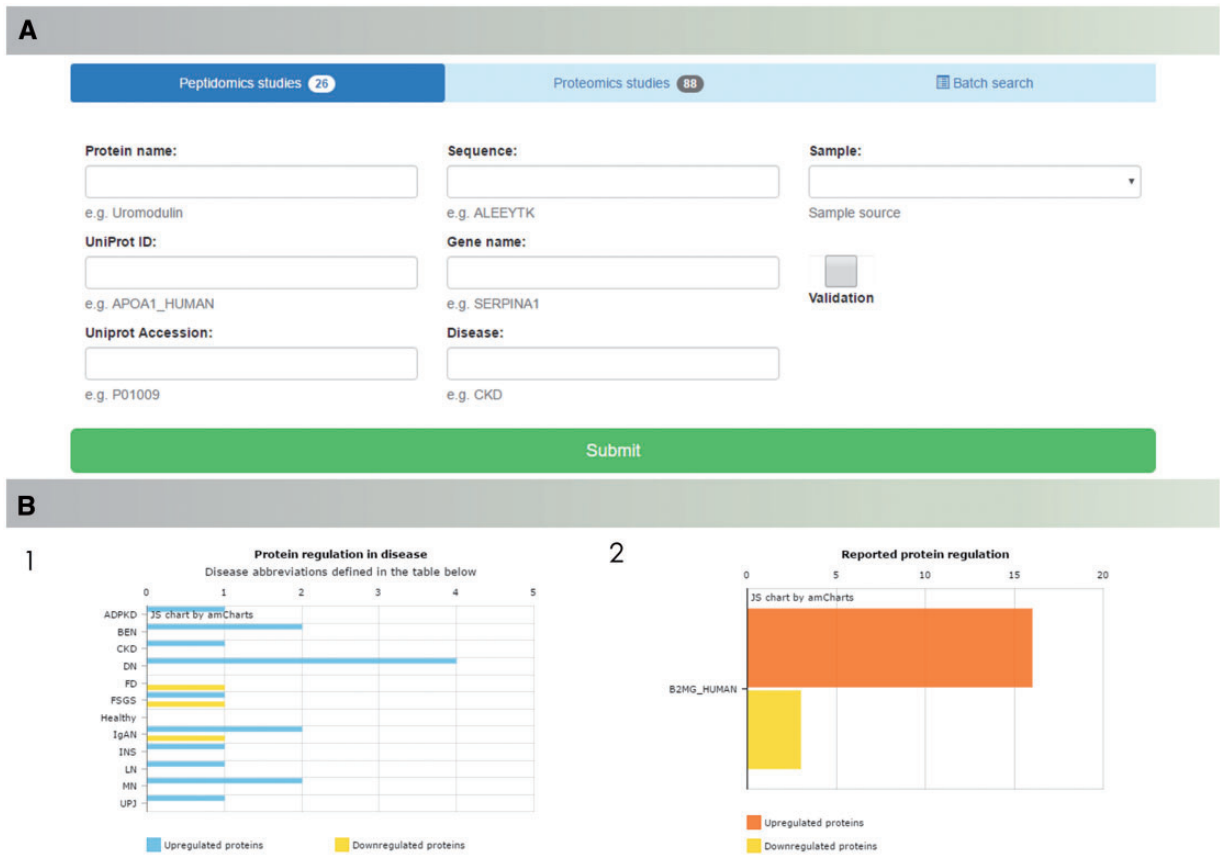 A
Peptidomics studies 26 Proteomics studies 88 Batch search
Protein name: Sequence: Sample:
e.g. Uromodulin e.g. ALEEYTK Sample source
UniProt ID: Gene name:
e.g. APOA1_HUMAN e.g. SERPINA1 Validation
Uniprot Accession: Disease:
e.g. P01009 e.g. CKD
Submit
B
1
Protein regulation in disease
Disease abbreviations defined in the table below
0 1 2 3 4 5
JS chart by amCharts
ADPKD
BEN
CKD
DN
FD
FSGS
Healthy
IgAN
INS
LN
MN
UPJ
Upregulated proteins Downregulated proteins
2
Reported protein regulation
0 5 10 15 20
JS chart by amCharts
B2MG_HUMAN
Upregulated proteins
Downregulated proteins